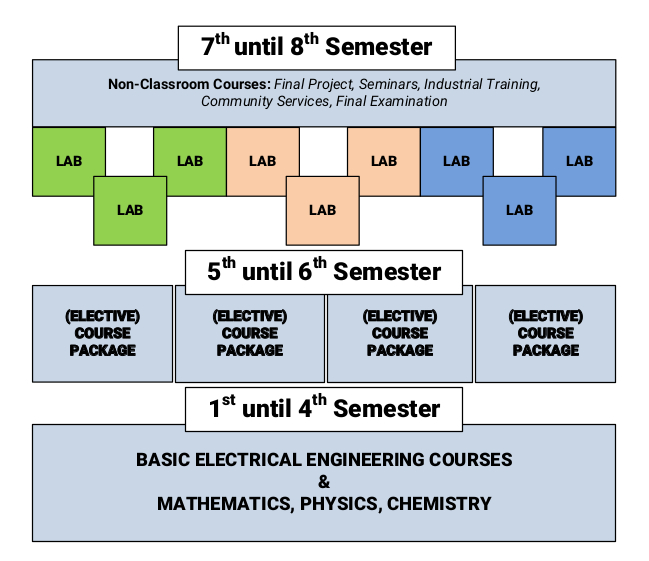 7th until 8th Semester
Non-Classroom Courses: Final Project, Seminars, Industrial Training,
Community Services, Final Examination
LAB LAB LAB LAB LAB LAB
LAB LAB LAB
5th until 6th Semester
(ELECTIVE) (ELECTIVE) (ELECTIVE) (ELECTIVE)
COURSE COURSE COURSE COURSE
PACKAGE PACKAGE PACKAGE PACKAGE
1st until 4th Semester
BASIC ELECTRICAL ENGINEERING COURSES
&
MATHEMATICS, PHYSICS, CHEMISTRY